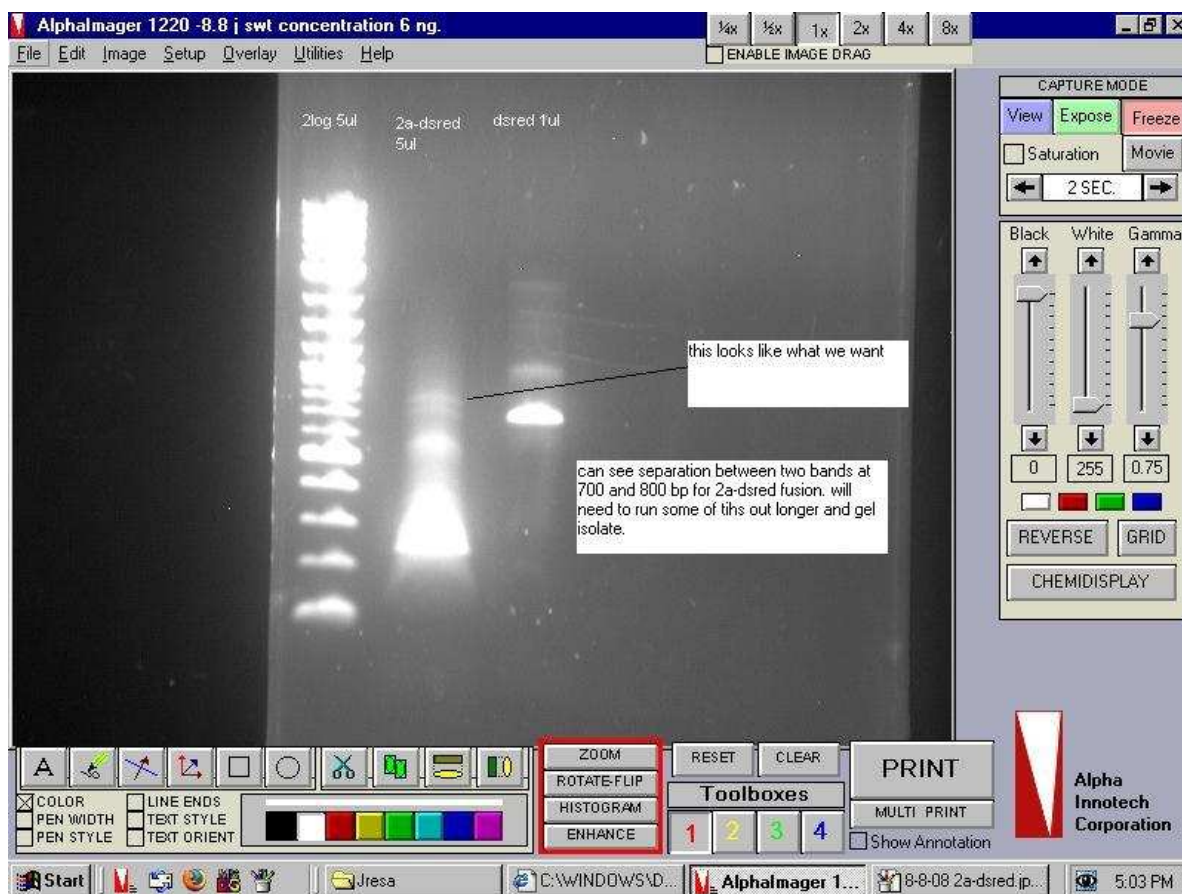 AlphaImager 1220 -8.8 j swt concentration 6 ng.
¼x ½x 1x 2x 4x 8x
File Edit Image Setup Overlay Utilities Help
ENABLE IMAGE DRAG
2log 5ul
2a-dsred
5ul
dsred 1ul
this looks like what we want
can see separation between two bands at
700 and 800 bp for 2a-dsred fusion. will
need to run some of tihs out longer and gel
isolate.
CAPTURE MODE
View Expose Freeze
Saturation Movie
2 SEC.
Black White Gamma
0 255 0.75
REVERSE GRID
CHEMIDISPLAY
A
COLOR LINE ENDS
PEN WIDTH TEXT STYLE
PEN STYLE TEXT ORIENT
ZOOM
ROTATE-FLIP
HISTOGRAM
ENHANCE
RESET CLEAR
Toolboxes
1 2 3 4
PRINT
MULTI PRINT
Show Annotation
Alpha
Innotech
Corporation
Start Jresa C:\WINDOWS\D... AlphaImager 1... 8-8-08 2a-dsred.jp... 5:03 PM